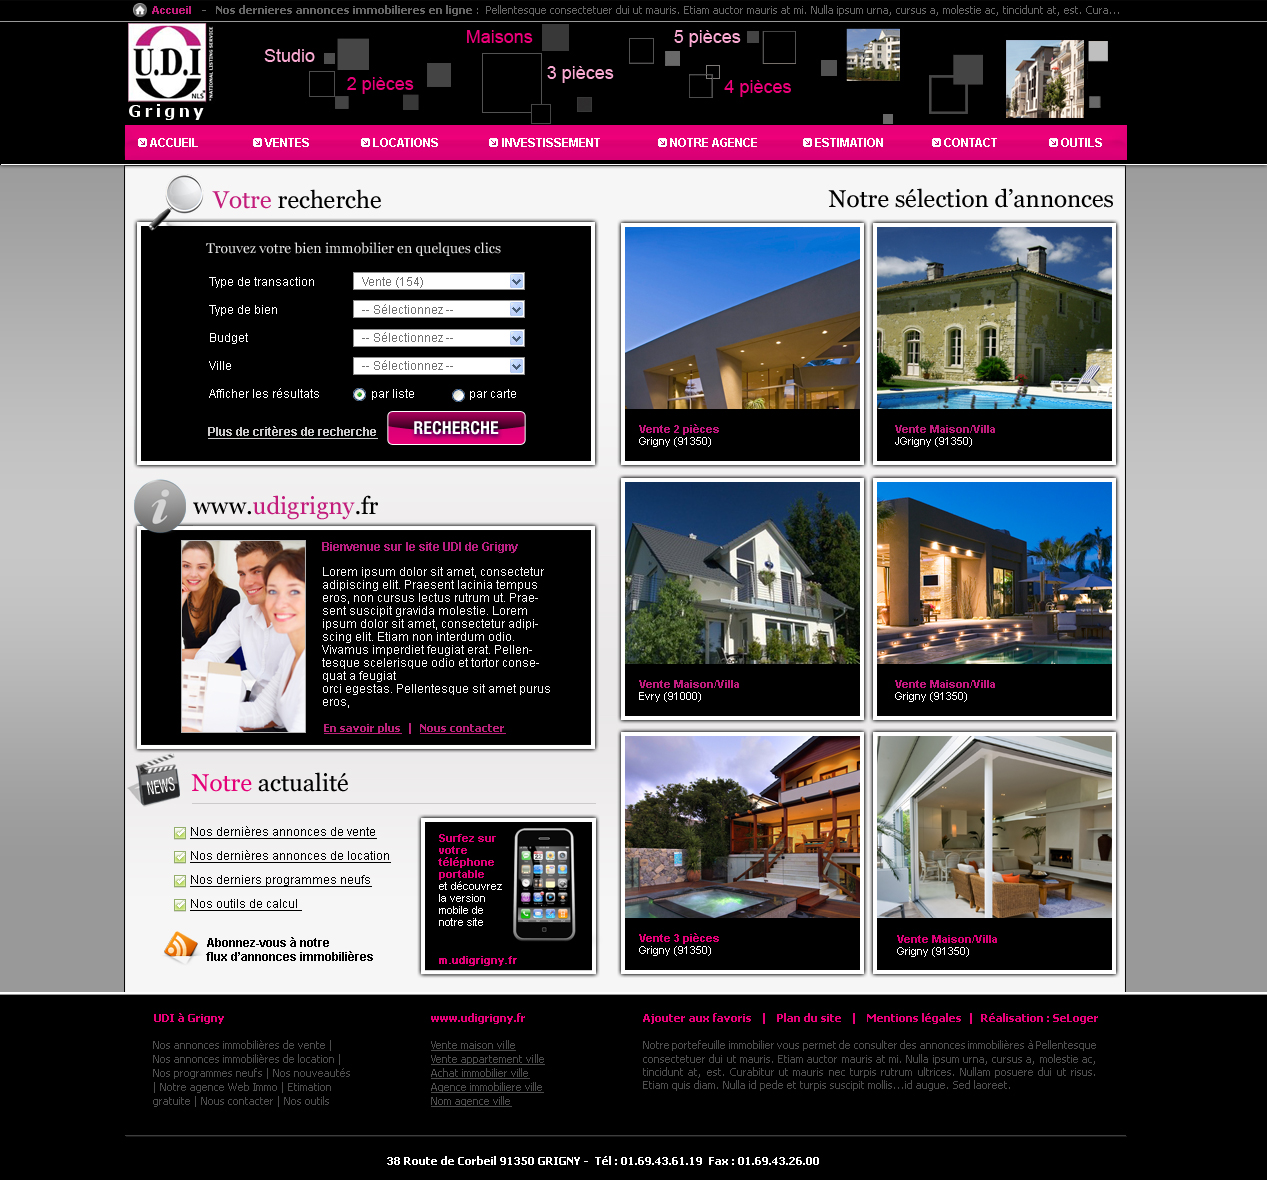 Accueil - Nos dernieres annonces immobilieres en ligne : Pellentesque consectetuer dui ut mauris. Etiam auctor mauris at mi. Nulla ipsum urna, cursus a, molestie ac, tincidunt at, est. Cura...
U.D.I
NLS
NATIONAL LISTING SERVICE
Grigny
Studio
2 pièces
Maisons
3 pièces
5 pièces
4 pièces
ACCUEIL
VENTES
LOCATIONS
INVESTISSEMENT
NOTRE AGENCE
ESTIMATION
CONTACT
OUTILS
Votre recherche
Trouvez votre bien immobilier en quelques clics
Type de transaction
Vente (154)
Type de bien
-- Sélectionnez --
Budget
-- Sélectionnez --
Ville
-- Sélectionnez --
Afficher les résultats
par liste
par carte
Plus de critères de recherche
RECHERCHE
i www.udigrigny.fr
Bienvenue sur le site UDI de Grigny
Lorem ipsum dolor sit amet, consectetur
adipiscing elit. Praesent lacinia tempus
eros, non cursus lectus rutrum ut. Prae-
sent suscipit gravida molestie. Lorem
ipsum dolor sit amet, consectetur adipi-
scing elit. Etiam non interdum odio.
Vivamus imperdiet feugiat erat. Pellen-
tesque scelerisque odio et tortor conse-
quat a feugiat
orci egestas. Pellentesque sit amet purus
eros,
En savoir plus | Nous contacter
NEWS
Notre actualité
Nos dernières annonces de vente
Nos dernières annonces de location
Nos derniers programmes neufs
Nos outils de calcul
Abonnez-vous à notre
flux d'annonces immobilières
Surfez sur
votre
téléphone
portable
et découvrez
la version
mobile de
notre site
m.udigrigny.fr
Notre sélection d'annonces
Vente 2 pièces
Grigny (91350)
Vente Maison/Villa
JGrigny (91350)
Vente Maison/Villa
Evry (91000)
Vente Maison/Villa
Grigny (91350)
Vente 3 pièces
Grigny (91350)
Vente Maison/Villa
Grigny (91350)
UDI à Grigny
Nos annonces immobilières de vente |
Nos annonces immobilières de location |
Nos programmes neufs | Nos nouveautés
| Notre agence Web Immo | Etimation
gratuite | Nous contacter | Nos outils
www.udigrigny.fr
Vente maison ville
Vente appartement ville
Achat immobilier ville
Agence immobiliere ville
Nom agence ville
Ajouter aux favoris | Plan du site | Mentions légales | Réalisation : SeLoger
Notre portefeuille immobilier vous permet de consulter des annonces immobilières à Pellentesque
consectetuer dui ut mauris. Etiam auctor mauris at mi. Nulla ipsum urna, cursus a, molestie ac,
tincidunt at, est. Curabitur ut mauris nec turpis rutrum ultrices. Nullam posuere dui ut risus.
Etiam quis diam. Nulla id pede et turpis suscipit mollis...id augue. Sed laoreet.
38 Route de Corbeil 91350 GRIGNY - Tél : 01.69.43.61.19 Fax : 01.69.43.26.00